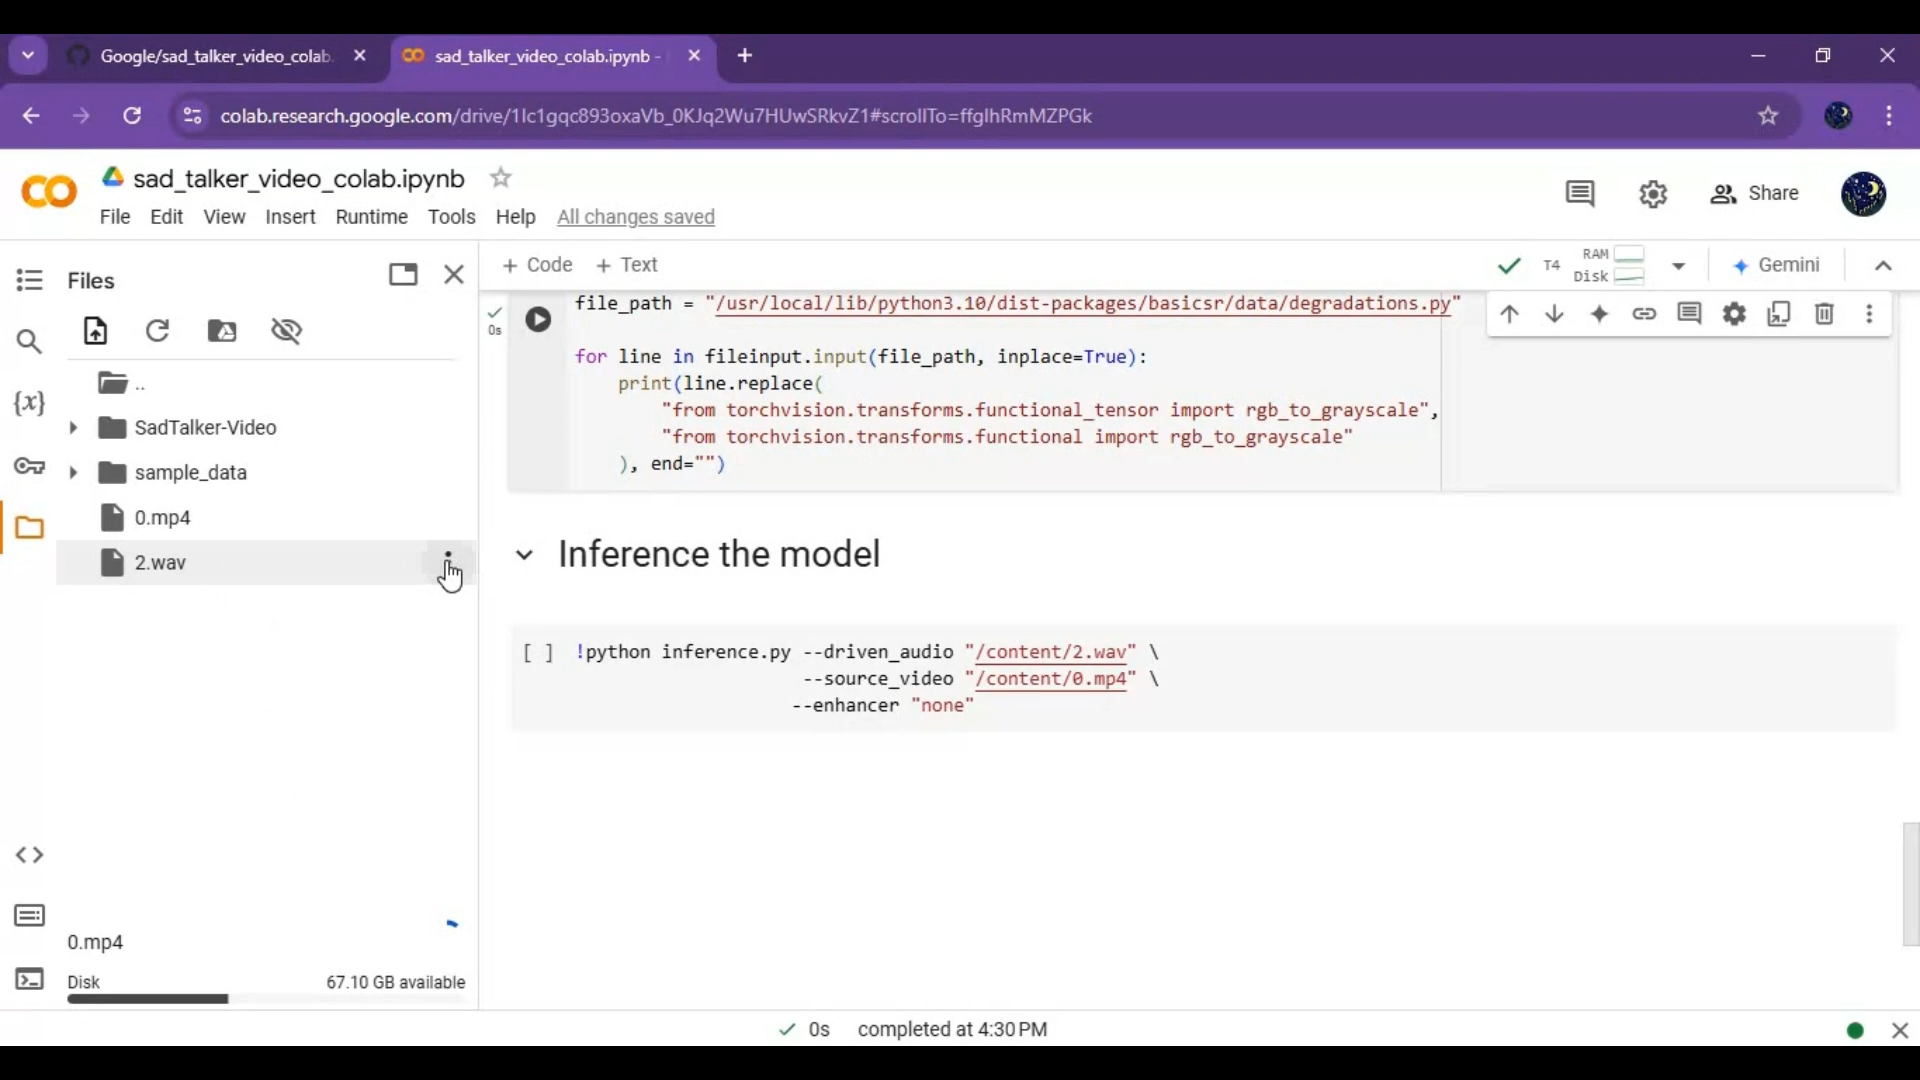 Google/sad_talker_video_colab.
sad_talker_video_colab.ipynb -
colab.research.google.com/drive/1Ic1gqc893oxaVb_0KJq2Wu7HUwSRkvZ1#scrollTo=ffglhRmMZPGk
sad_talker_video_colab.ipynb
Share
File Edit View Insert Runtime Tools Help All changes saved
Files
+ Code + Text
T4
RAM
Disk
Gemini
0s
file_path = "/usr/local/lib/python3.10/dist-packages/basicsr/data/degradations.py"
for line in fileinput.input(file_path, inplace=True):
print(line.replace(
"from torchvision.transforms.functional_tensor import rgb_to_grayscale",
"from torchvision.transforms.functional import rgb_to_grayscale"
), end="")
..
SadTalker-Video
sample_data
0.mp4
2.wav
{x}
Inference the model
[ ] !python inference.py --driven_audio "/content/2.wav" \
--source_video "/content/0.mp4" \
--enhancer "none"
0.mp4
Disk 67.10 GB available
0s completed at 4:30 PM